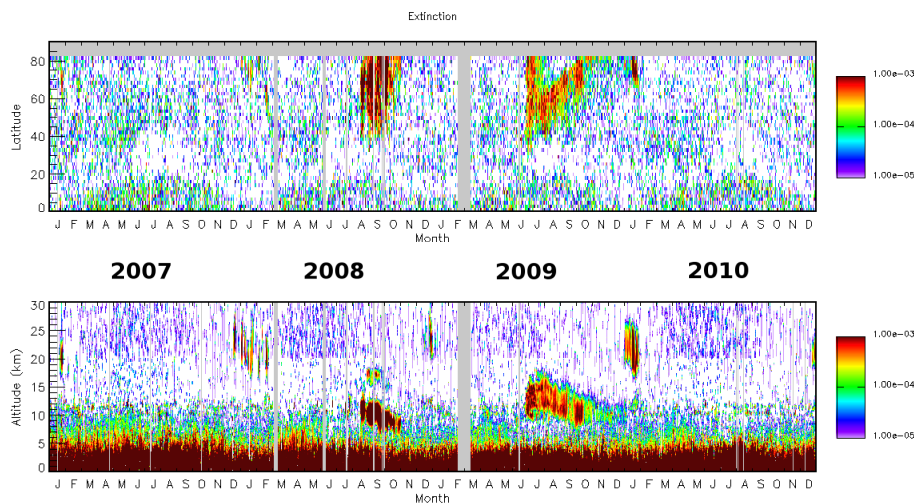 Extinction
80
60
40
20
0
Latitude
J F M A M J J A S O N D J F M A M J J A S O N D J F M A M J J A S O N D J F M A M J J A S O N D
Month
1.00e-03
1.00e-04
1.00e-05
2007 2008 2009 2010
30
25
20
15
10
5
0
Altitude (km)
J F M A M J J A S O N D J F M A M J J A S O N D J F M A M J J A S O N D J F M A M J J A S O N D
Month
1.00e-03
1.00e-04
1.00e-05